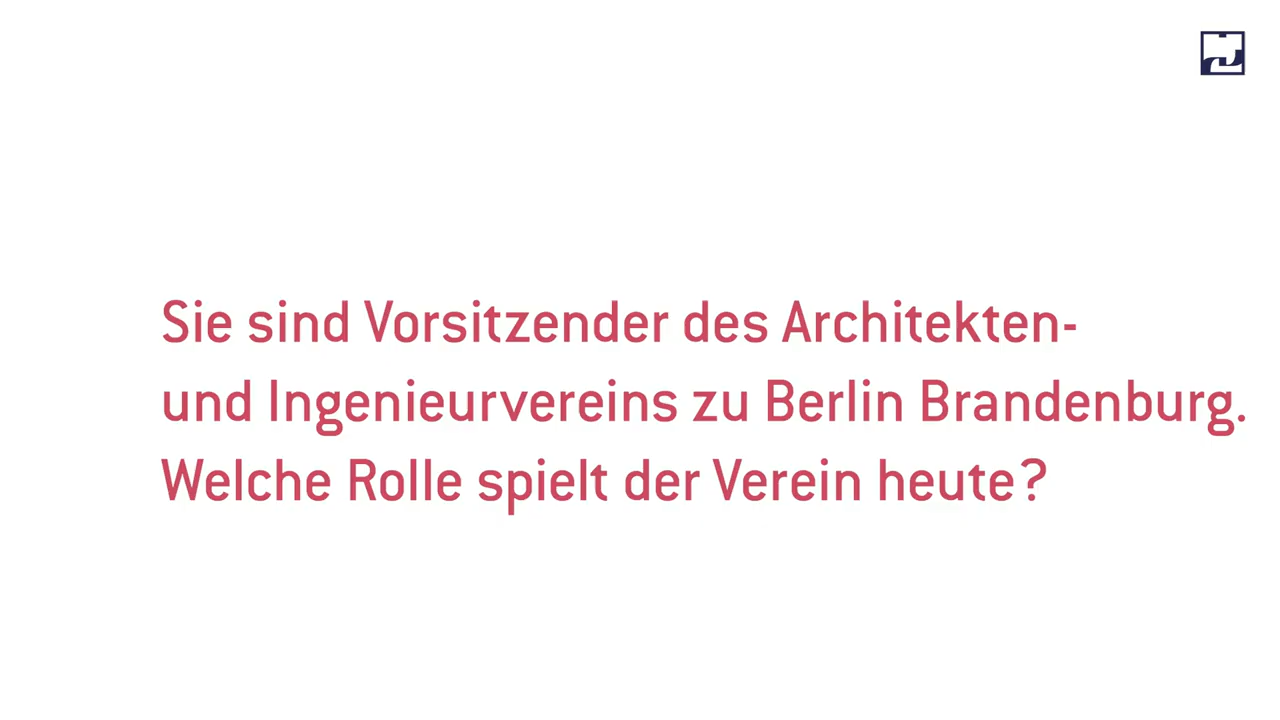 Sie sind Vorsitzender des Architekten-
und Ingenieurvereins zu Berlin Brandenburg.
Welche Rolle spielt der Verein heute?